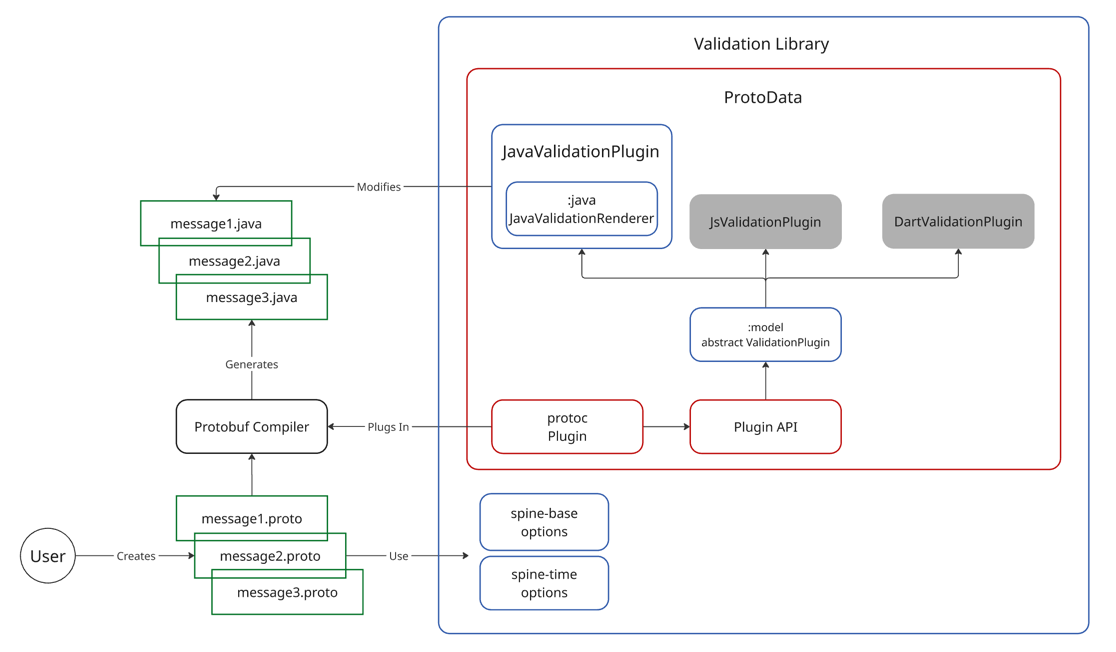 Validation Library
ProtoData
JavaValidationPlugin
:java
JavaValidationRenderer
JsValidationPlugin
DartValidationPlugin
Modifies
message1.java
message2.java
message3.java
:model
abstract ValidationPlugin
Generates
Protobuf Compiler
Plugs In
protoc
Plugin
Plugin API
message1.proto
message2.proto
message3.proto
User
Creates
Use
spine-base
options
spine-time
options